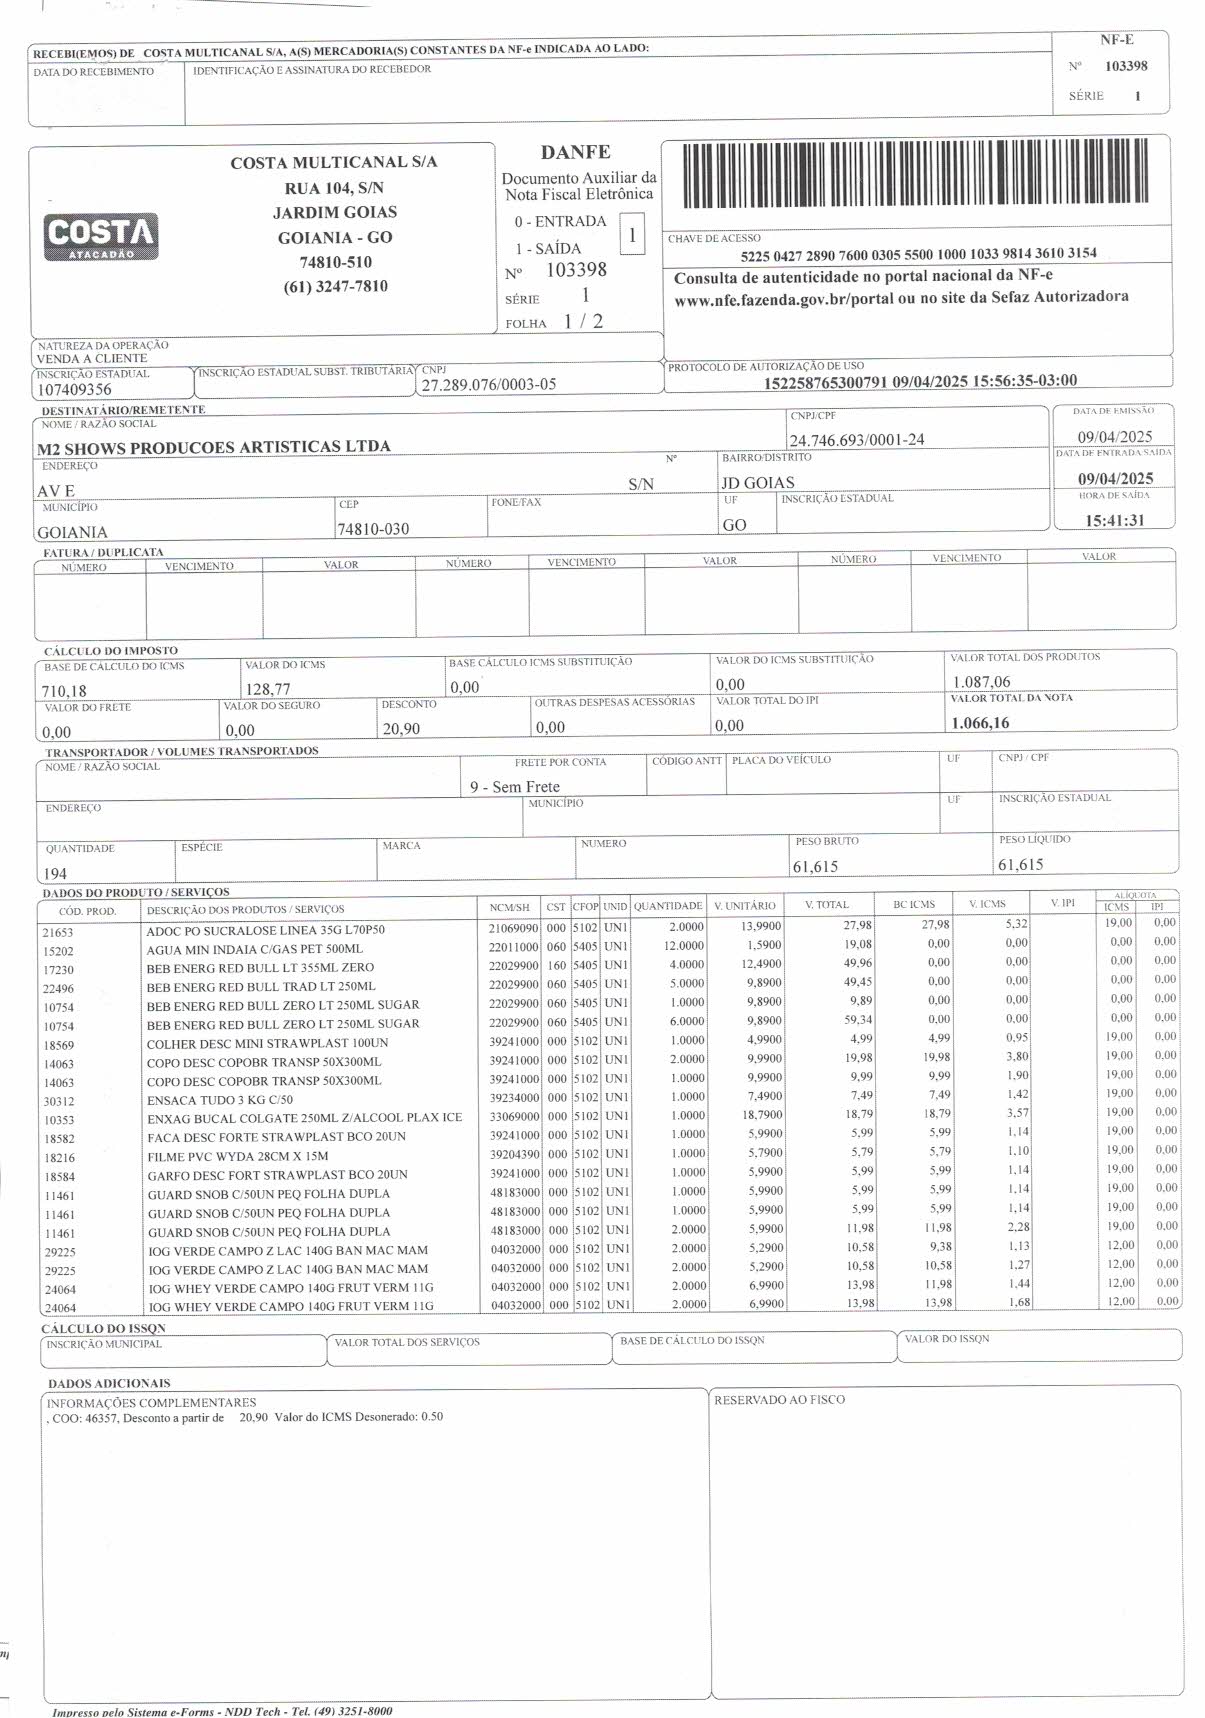 RECEBI(EMOS) DE COSTA MULTICANAL S/A, A(S) MERCADORIA(S) CONSTANTES DA NF-e INDICADA AO LADO:
NF-E
DATA DO RECEBIMENTO IDENTIFICAÇÃO E ASSINATURA DO RECEBEDOR
Nº 103398
SÉRIE 1
COSTA
ATACADÃO
COSTA MULTICANAL S/A
RUA 104, S/N
JARDIM GOIAS
GOIANIA - GO
74810-510
(61) 3247-7810
DANFE
Documento Auxiliar da
Nota Fiscal Eletrônica
0 - ENTRADA
1 - SAÍDA
1
Nº 103398
SÉRIE 1
FOLHA 1 / 2
CHAVE DE ACESSO
5225 0427 2890 7600 0305 5500 1000 1033 9814 3610 3154
Consulta de autenticidade no portal nacional da NF-e
www.nfe.fazenda.gov.br/portal ou no site da Sefaz Autorizadora
NATUREZA DA OPERAÇÃO
VENDA A CLIENTE
INSCRIÇÃO ESTADUAL INSCRIÇÃO ESTADUAL SUBST. TRIBUTÁRIA CNPJ
107409356 27.289.076/0003-05
PROTOCOLO DE AUTORIZAÇÃO DE USO
152258765300791 09/04/2025 15:56:35-03:00
DESTINATÁRIO/REMETENTE
NOME / RAZÃO SOCIAL CNPJ/CPF DATA DE EMISSÃO
M2 SHOWS PRODUCOES ARTISTICAS LTDA 24.746.693/0001-24 09/04/2025
ENDEREÇO Nº BAIRRO/DISTRITO DATA DE ENTRADA SAÍDA
AV E S/N JD GOIAS 09/04/2025
MUNICÍPIO CEP FONE/FAX UF INSCRIÇÃO ESTADUAL HORA DE SAÍDA
GOIANIA 74810-030 GO 15:41:31
FATURA / DUPLICATA
NÚMERO VENCIMENTO VALOR NÚMERO VENCIMENTO VALOR NÚMERO VENCIMENTO VALOR
CÁLCULO DO IMPOSTO
BASE DE CÁLCULO DO ICMS VALOR DO ICMS BASE CÁLCULO ICMS SUBSTITUIÇÃO VALOR DO ICMS SUBSTITUIÇÃO VALOR TOTAL DOS PRODUTOS
710,18 128,77 0,00 0,00 1.087,06
VALOR DO FRETE VALOR DO SEGURO DESCONTO OUTRAS DESPESAS ACESSÓRIAS VALOR TOTAL DO IPI VALOR TOTAL DA NOTA
0,00 0,00 20,90 0,00 0,00 1.066,16
TRANSPORTADOR / VOLUMES TRANSPORTADOS
NOME / RAZÃO SOCIAL FRETE POR CONTA CÓDIGO ANTT PLACA DO VEÍCULO UF CNPJ / CPF
9 - Sem Frete
ENDEREÇO MUNICÍPIO UF INSCRIÇÃO ESTADUAL
QUANTIDADE ESPÉCIE MARCA NUMERO PESO BRUTO PESO LÍQUIDO
194 61,615 61,615
DADOS DO PRODUTO / SERVIÇOS
CÓD. PROD. DESCRIÇÃO DOS PRODUTOS / SERVIÇOS NCM/SH CST CFOP UNID QUANTIDADE V. UNITÁRIO V. TOTAL BC ICMS V. ICMS V. IPI ALÍQUOTA ICMS IPI
21653 ADOC PO SUCRALOSE LINEA 35G L70P50 21069090 000 5102 UN1 2.0000 13,9900 27,98 27,98 5,32 19,00 0,00
15202 AGUA MIN INDAIA C/GAS PET 500ML 22011000 060 5405 UN1 12.0000 1,5900 19,08 0,00 0,00 0,00 0,00
17230 BEB ENERG RED BULL LT 355ML ZERO 22029900 160 5405 UN1 4.0000 12,4900 49,96 0,00 0,00 0,00 0,00
22496 BEB ENERG RED BULL TRAD LT 250ML 22029900 060 5405 UN1 5.0000 9,8900 49,45 0,00 0,00 0,00 0,00
10754 BEB ENERG RED BULL ZERO LT 250ML SUGAR 22029900 060 5405 UN1 1.0000 9,8900 9,89 0,00 0,00 0,00 0,00
10754 BEB ENERG RED BULL ZERO LT 250ML SUGAR 22029900 060 5405 UN1 6.0000 9,8900 59,34 0,00 0,00 0,00 0,00
18569 COLHER DESC MINI STRAWPLAST 100UN 39241000 000 5102 UN1 1.0000 4,9900 4,99 4,99 0,95 19,00 0,00
14063 COPO DESC COPOBR TRANSP 50X300ML 39241000 000 5102 UN1 2.0000 9,9900 19,98 19,98 3,80 19,00 0,00
14063 COPO DESC COPOBR TRANSP 50X300ML 39241000 000 5102 UN1 1.0000 9,9900 9,99 9,99 1,90 19,00 0,00
30312 ENSACA TUDO 3 KG C/50 39234000 000 5102 UN1 1.0000 7,4900 7,49 7,49 1,42 19,00 0,00
10353 ENXAG BUCAL COLGATE 250ML Z/ALCOOL PLAX ICE 33069000 000 5102 UN1 1.0000 18,7900 18,79 18,79 3,57 19,00 0,00
18582 FACA DESC FORTE STRAWPLAST BCO 20UN 39241000 000 5102 UN1 1.0000 5,9900 5,99 5,99 1,14 19,00 0,00
18216 FILME PVC WYDA 28CM X 15M 39204390 000 5102 UN1 1.0000 5,7900 5,79 5,79 1,10 19,00 0,00
18584 GARFO DESC FORT STRAWPLAST BCO 20UN 39241000 000 5102 UN1 1.0000 5,9900 5,99 5,99 1,14 19,00 0,00
11461 GUARD SNOB C/50UN PEQ FOLHA DUPLA 48183000 000 5102 UN1 1.0000 5,9900 5,99 5,99 1,14 19,00 0,00
11461 GUARD SNOB C/50UN PEQ FOLHA DUPLA 48183000 000 5102 UN1 1.0000 5,9900 5,99 5,99 1,14 19,00 0,00
11461 GUARD SNOB C/50UN PEQ FOLHA DUPLA 48183000 000 5102 UN1 2.0000 5,9900 11,98 11,98 2,28 19,00 0,00
29225 IOG VERDE CAMPO Z LAC 140G BAN MAC MAM 04032000 000 5102 UN1 2.0000 5,2900 10,58 9,38 1,13 12,00 0,00
29225 IOG VERDE CAMPO Z LAC 140G BAN MAC MAM 04032000 000 5102 UN1 2.0000 5,2900 10,58 10,58 1,27 12,00 0,00
24064 IOG WHEY VERDE CAMPO 140G FRUT VERM 11G 04032000 000 5102 UN1 2.0000 6,9900 13,98 11,98 1,44 12,00 0,00
24064 IOG WHEY VERDE CAMPO 140G FRUT VERM 11G 04032000 000 5102 UN1 2.0000 6,9900 13,98 13,98 1,68 12,00 0,00
CÁLCULO DO ISSQN
INSCRIÇÃO MUNICIPAL VALOR TOTAL DOS SERVIÇOS BASE DE CÁLCULO DO ISSQN VALOR DO ISSQN
DADOS ADICIONAIS
INFORMAÇÕES COMPLEMENTARES RESERVADO AO FISCO
, COO: 46357, Desconto a partir de 20,90 Valor do ICMS Desonerado: 0.50
Impresso pelo Sistema e-Forms - NDD Tech - Tel. (49) 3251-8000